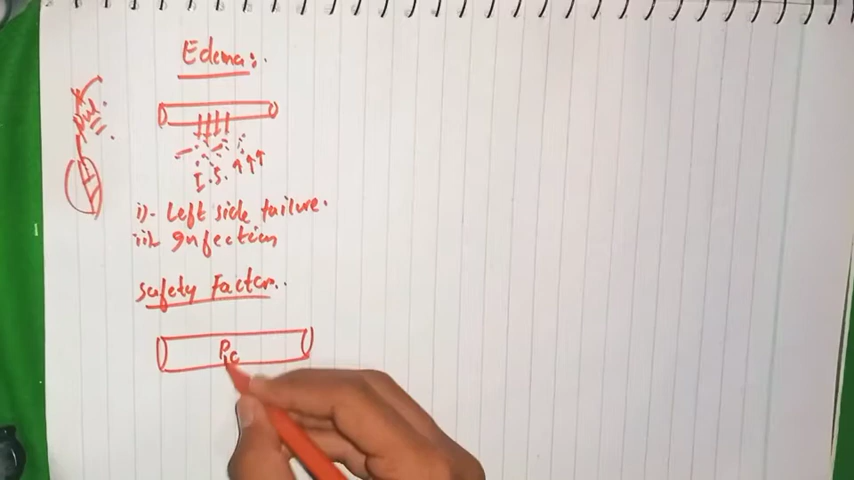 Edema:.
I.S. ↑↑↑
i)- Left side failure.
ii)- Infection
Safety Factor..
Pc